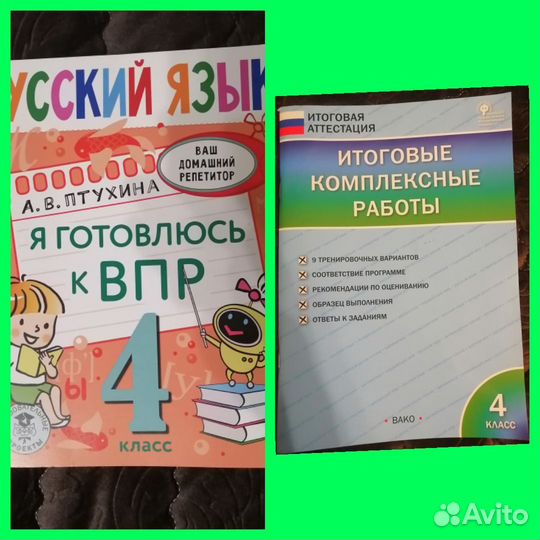 УССКИЙ ЯЗЫК
ВАШ
ДОМАШНИЙ
РЕПЕТИТОР
А.В.ПТУХИНА
Я ГОТОВЛЮСЬ
К ВПР
4
КЛАСС
ф]
ы
[у]
ИТОГОВАЯ
АТТЕСТАЦИЯ
ИТОГОВЫЕ
КОМПЛЕКСНЫЕ
РАБОТЫ
9 ТРЕНИРОВОЧНЫХ ВАРИАНТОВ
СООТВЕТСТВИЕ ПРОГРАММЕ
РЕКОМЕНДАЦИИ ПО ОЦЕНИВАНИЮ
ОБРАЗЕЦ ВЫПОЛНЕНИЯ
ОТВЕТЫ К ЗАДАНИЯМ
• ВАКО •
4
КЛАСС
Avito